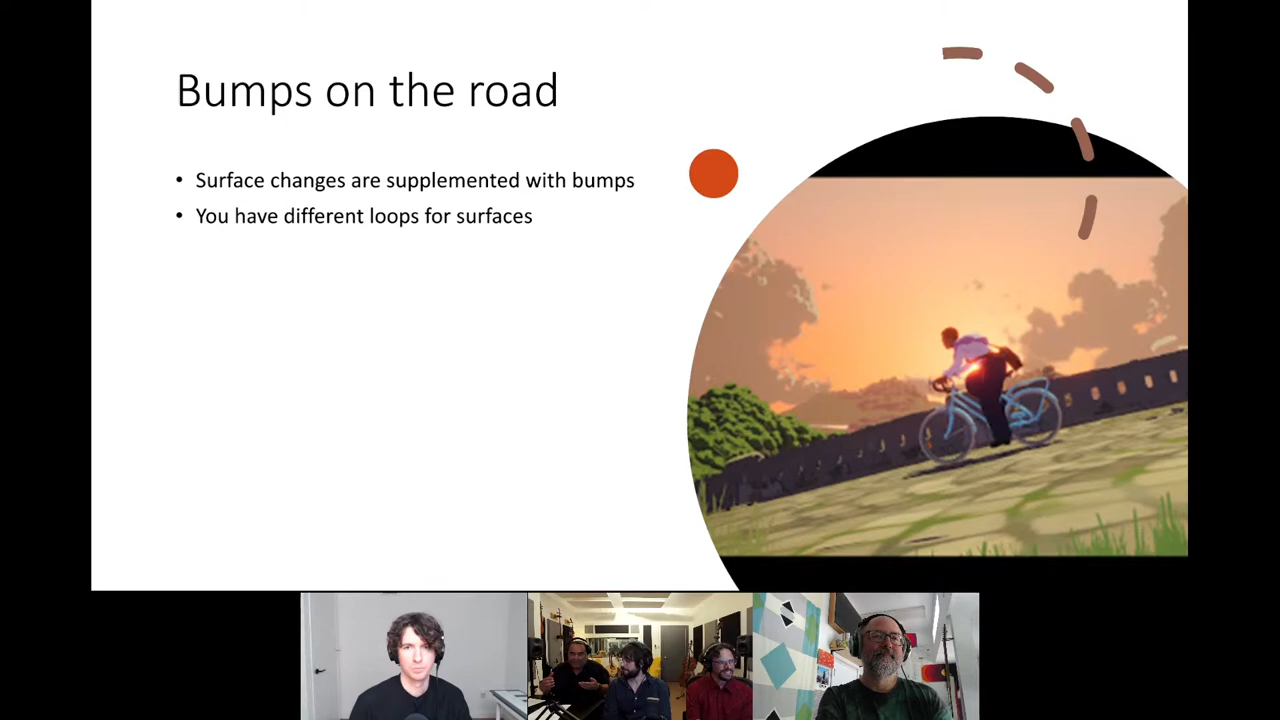 Bumps on the road
• Surface changes are supplemented with bumps
• You have different loops for surfaces